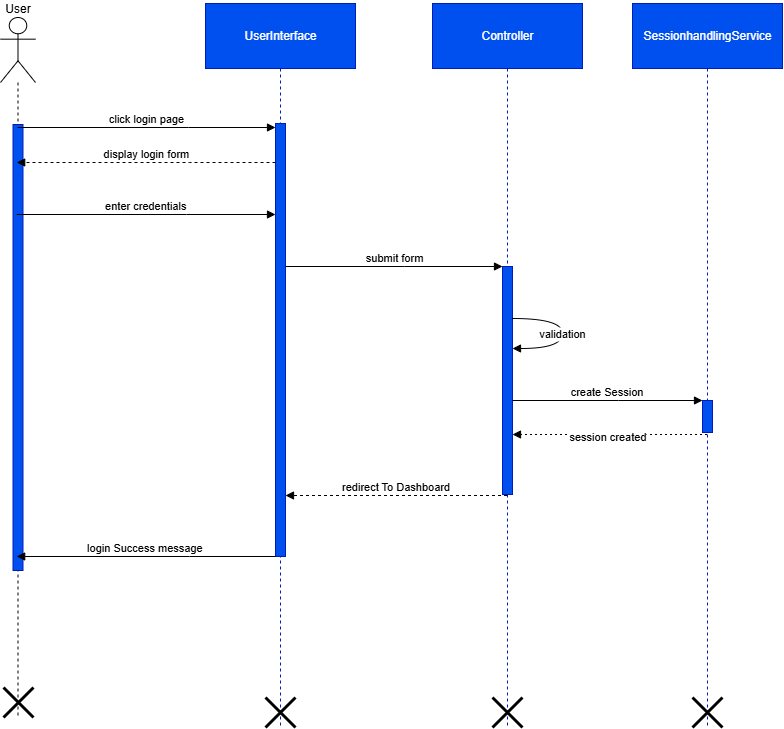 User
UserInterface
Controller
SessionhandlingService
click login page
display login form
enter credentials
submit form
validation
create Session
session created
redirect To Dashboard
login Success message